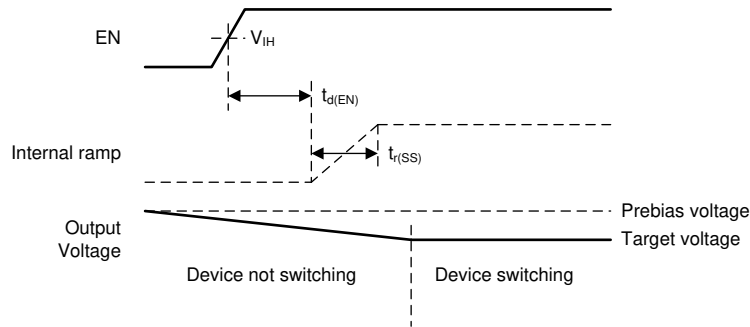 EN
V_IH
t_d(EN)
Internal ramp
t_r(SS)
Prebias voltage
Output
Voltage
Target voltage
Device not switching
Device switching